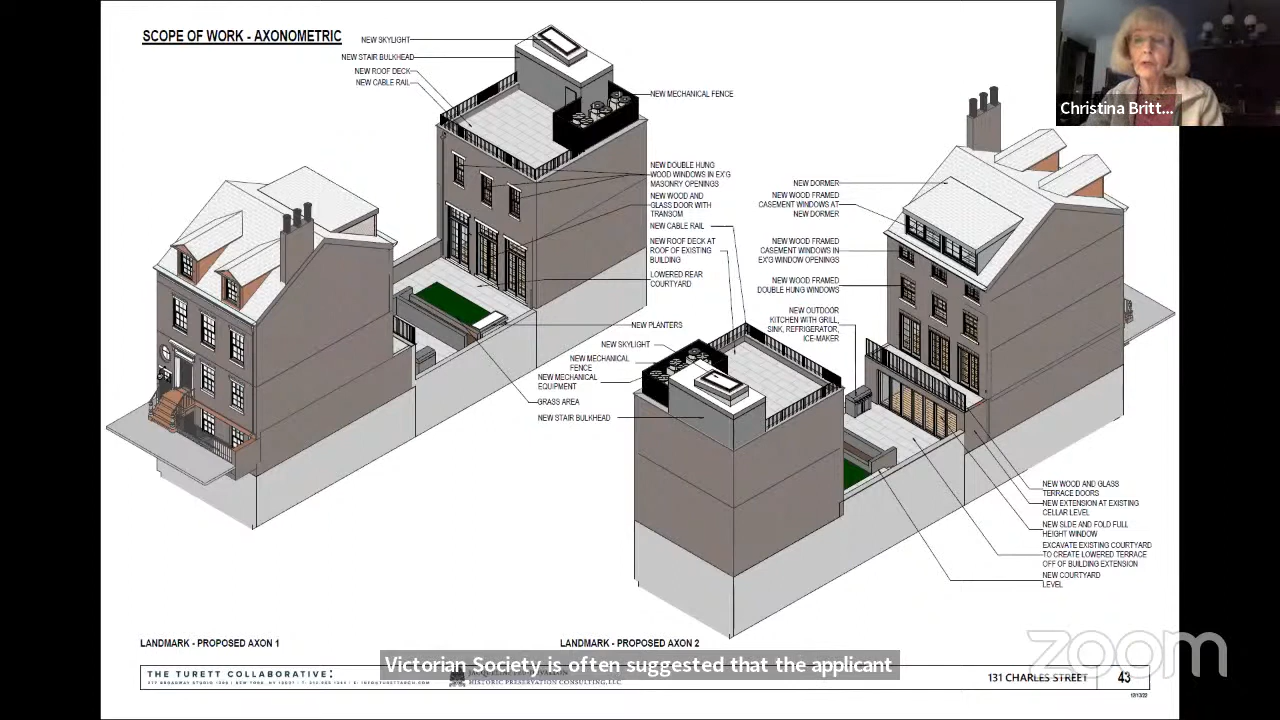 SCOPE OF WORK - AXONOMETRIC
NEW SKYLIGHT
NEW STAIR BULKHEAD
NEW ROOF DECK
NEW CABLE RAIL
NEW MECHANICAL FENCE
NEW DOUBLE HUNG
WOOD WINDOWS IN EX'G
MASONRY OPENINGS
NEW WOOD AND
GLASS DOOR WITH
TRANSOM
NEW CABLE RAIL
NEW ROOF DECK AT
ROOF OF EXISTING
BUILDING
LOWERED REAR
COURTYARD
NEW PLANTERS
NEW SKYLIGHT
NEW MECHANICAL
FENCE
NEW MECHANICAL
EQUIPMENT
GRASS AREA
NEW STAIR BULKHEAD
NEW DORMER
NEW WOOD FRAMED
CASEMENT WINDOWS AT
NEW DORMER
NEW WOOD FRAMED
CASEMENT WINDOWS IN
EX'G WINDOW OPENINGS
NEW WOOD FRAMED
DOUBLE HUNG WINDOWS
NEW OUTDOOR
KITCHEN WITH GRILL,
SINK, REFRIGERATOR,
ICE-MAKER
NEW WOOD AND GLASS
TERRACE DOORS
NEW EXTENSION AT EXISTING
CELLAR LEVEL
NEW SLDE AND FOLD FULL
HEIGHT WINDOW
EXCAVATE EXISTING COURTYARD
TO CREATE LOWERED TERRACE
OFF OF BUILDING EXTENSION
NEW COURTYARD
LEVEL
Christina Britt...
LANDMARK - PROPOSED AXON 1
LANDMARK - PROPOSED AXON 2
Victorian Society is often suggested that the applicant
THE TURETT COLLABORATIVE:
HISTORIC PRESERVATION CONSULTING, LLC
131 CHARLES STREET
43
zoom